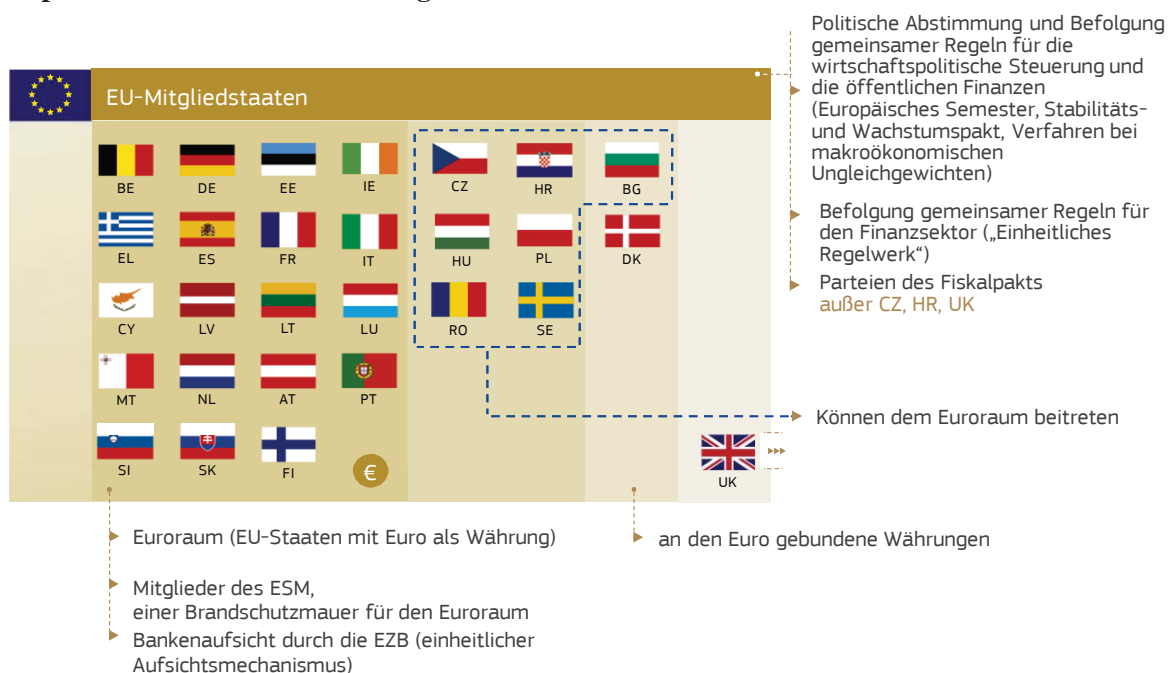 Politische Abstimmung und Befolgung
gemeinsamer Regeln für die
wirtschaftspolitische Steuerung und
die öffentlichen Finanzen
(Europäisches Semester, Stabilitäts-
und Wachstumspakt, Verfahren bei
makroökonomischen
Ungleichgewichten)
EU-Mitgliedstaaten
BE DE EE IE CZ HR BG
Befolgung gemeinsamer Regeln für
den Finanzsektor („Einheitliches
Regelwerk“)
EL ES FR IT HU PL DK
Parteien des Fiskalpakts
außer CZ, HR, UK
CY LV LT LU RO SE
MT NL AT PT
Können dem Euroraum beitreten
SI SK FI € UK
Euroraum (EU-Staaten mit Euro als Währung)
an den Euro gebundene Währungen
Mitglieder des ESM,
einer Brandschutzmauer für den Euroraum
Bankenaufsicht durch die EZB (einheitlicher
Aufsichtsmechanismus)